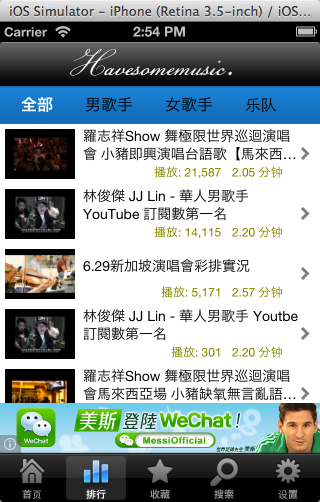 iOS Simulator – iPhone (Retina 3.5-inch) / iOS...
Carrier
2:54 PM
Havesomemusic.
全部
男歌手
女歌手
乐队
羅志祥Show 舞極限世界巡迴演唱
會 小豬即興演唱台語歌【馬來西...
播放: 21,587 2.05 分钟
林俊傑 JJ Lin - 華人男歌手
YouTube 訂閱數第一名
播放: 14,115 2.20 分钟
6.29新加坡演唱會彩排實況
播放: 5,171 2.57 分钟
林俊傑 JJ Lin - 華人男歌手 Youtbe
訂閱數第一名
播放: 301 2.20 分钟
羅志祥Show 舞極限世界巡迴演唱
會馬來西亞場 小豬缺氧無言亂語...
WeChat
美斯 登陸 WeChat!
MessiOfficial
世界足球先生 美斯
首页
排行
收藏
搜索
设置